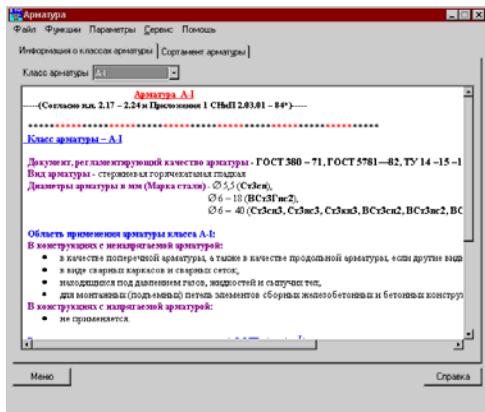 Арматура
Файл Функции Параметры Сервис Помощь
Информация о классах арматуры Сортамент арматуры
Класс арматуры A-I
Арматура A-I
-----(Согласно п.п. 2.17 – 2.24 и Приложения 1 СНиП 2.03.01 – 84*)-----
Класс арматуры – A-I
Документ, регламентирующий качество арматуры - ГОСТ 380 – 71, ГОСТ 5781—82, ТУ 14 –15 –1
Вид арматуры - стержневая горячекатаная гладкая
Диаметры арматуры в мм (Марка стали) - ∅ 5,5 (Ст3сп),
∅ 6 – 18 (ВСт3Гпс2),
∅ 6 – 40 (Ст3сп3, Ст3пс3, Ст3кп3, ВСт3сп2, ВСт3пс2, ВС
Область применения арматуры класса A-I:
В конструкциях с ненапрягаемой арматурой:
• в качестве поперечной арматуры, а также в качестве продольной арматуры, если другие вида
• в виде сварных каркасов и сварных сеток;
• находящихся под давлением газов, жидкостей и сыпучих тел;
• для монтажных (подъемных) петель элементов сборных железобетонных и бетонных конструк
В конструкциях с напрягаемой арматурой:
• не применяется.
Меню Справка